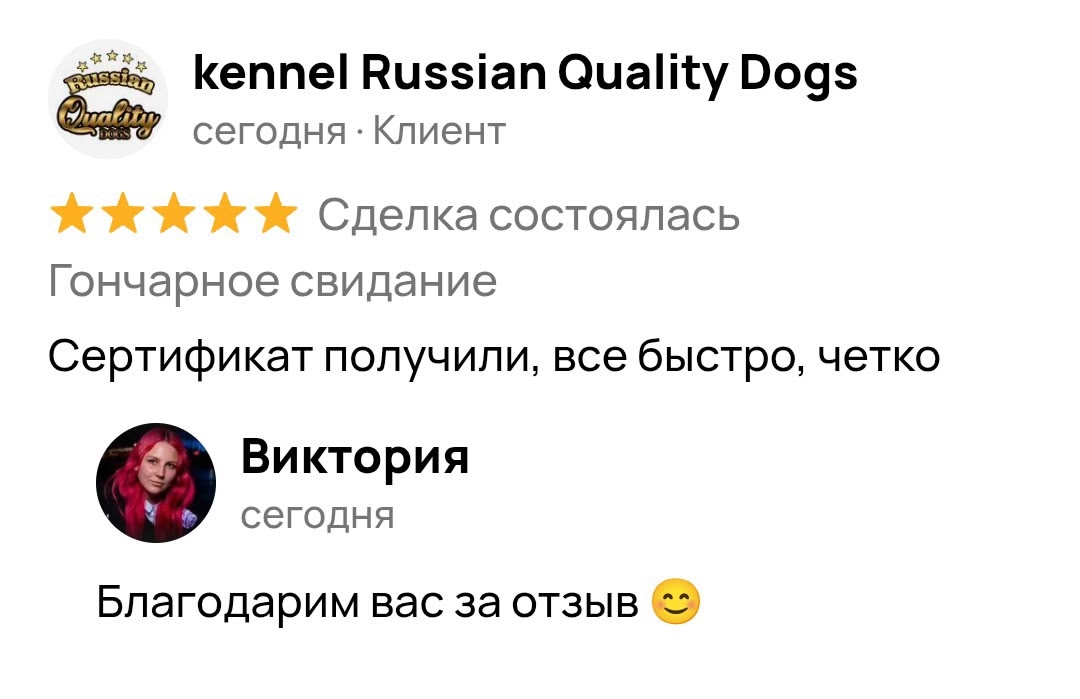 Russian
Quality
DOGS
kennel Russian Quality Dogs
сегодня · Клиент
Сделка состоялась
Гончарное свидание
Сертификат получили, все быстро, четко
Виктория
сегодня
Благодарим вас за отзыв 😊